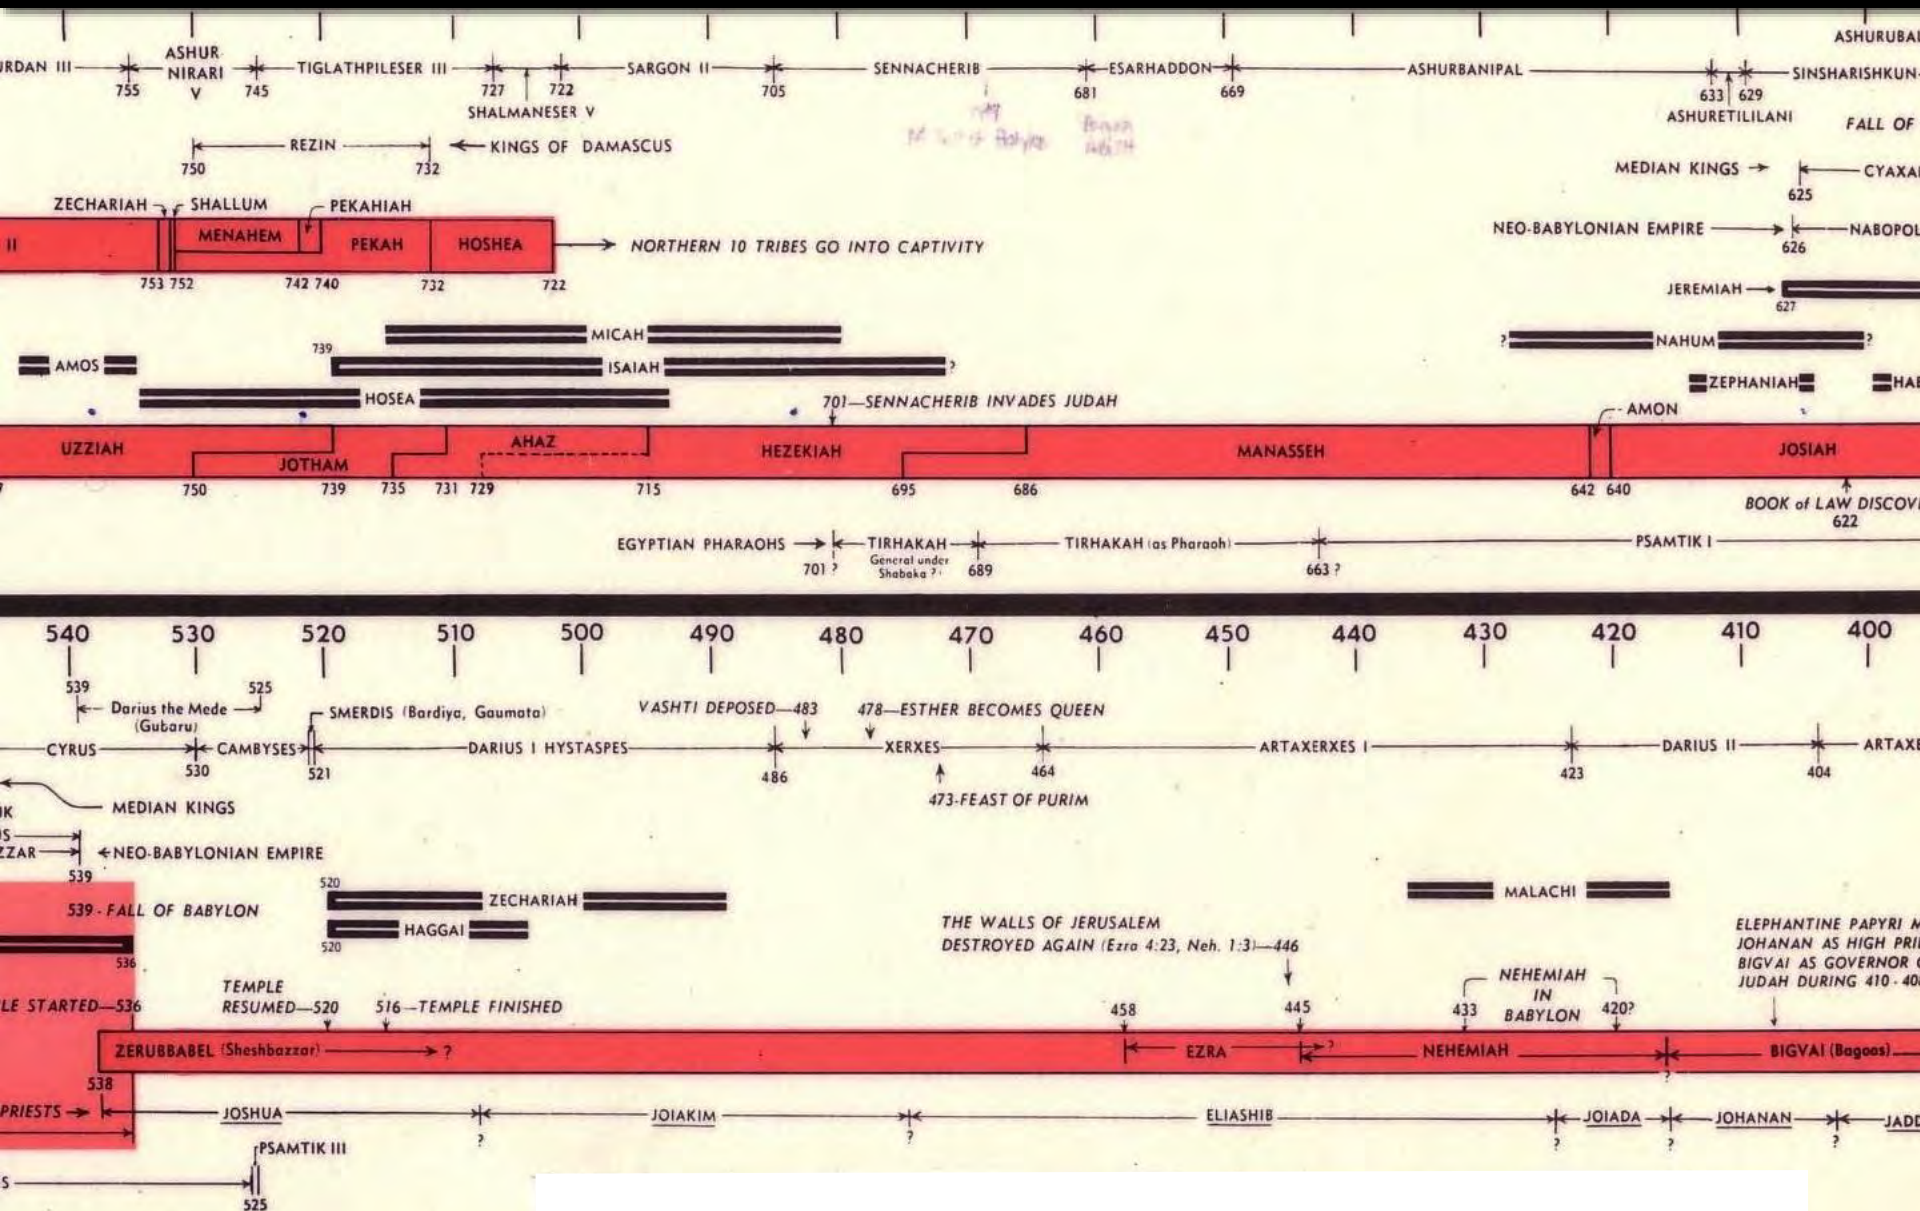 ASHURUBAL
ASHUR
URDAN III
NIRARI
V
TIGLATHPILESER III
SARGON II
SENNACHERIB
ESARHADDON
ASHURBANIPAL
SINSHARISHKUN
755
745
727
722
705
681
669
633
629
SHALMANESER V
ASHURETILILANI
FALL OF
REZIN
KINGS OF DAMASCUS
750
732
MEDIAN KINGS
CYAXA
625
ZECHARIAH
SHALLUM
PEKAHIAH
II
MENAHEM
PEKAH
HOSHEA
NORTHERN 10 TRIBES GO INTO CAPTIVITY
NEO-BABYLONIAN EMPIRE
NABOPOL
626
753 752
742 740
732
722
JEREMIAH
627
MICAH
? NAHUM ?
739
AMOS
ISAIAH ?
ZEPHANIAH
HAB
HOSEA
701—SENNACHERIB INVADES JUDAH
AMON
UZZIAH
JOTHAM
AHAZ
HEZEKIAH
MANASSEH
JOSIAH
7
750
739
735
731
729
715
695
686
642
640
BOOK of LAW DISCOV
622
EGYPTIAN PHARAOHS
TIRHAKAH
TIRHAKAH (as Pharaoh)
PSAMTIK I
General under
Shabaka ?
701 ?
689
663 ?
540 530 520 510 500 490 480 470 460 450 440 430 420 410 400
539
525
Darius the Mede
(Gubaru)
SMERDIS (Bardiya, Gaumata)
VASHTI DEPOSED—483
478—ESTHER BECOMES QUEEN
CYRUS
CAMBYSES
DARIUS I HYSTASPES
XERXES
ARTAXERXES I
DARIUS II
ARTAXE
530
521
486
464
423
404
473-FEAST OF PURIM
MEDIAN KINGS
UK
US
ZZAR
NEO-BABYLONIAN EMPIRE
539
520
ZECHARIAH
MALACHI
539 - FALL OF BABYLON
HAGGAI
520
THE WALLS OF JERUSALEM
DESTROYED AGAIN (Ezra 4:23, Neh. 1:3)—446
ELEPHANTINE PAPYRI M
JOHANAN AS HIGH PRI
BIGVAI AS GOVERNOR O
JUDAH DURING 410-40
536
LE STARTED—536
TEMPLE
RESUMED—520
516—TEMPLE FINISHED
458
445
433
NEHEMIAH
IN
BABYLON
420?
ZERUBBABEL (Sheshbazzar) ?
EZRA ?
NEHEMIAH
BIGVAI (Bagoas)
538
?
PRIESTS
JOSHUA
JOIAKIM
ELIASHIB
JOIADA
JOHANAN
JADD
?
?
?
?
?
PSAMTIK III
S
525